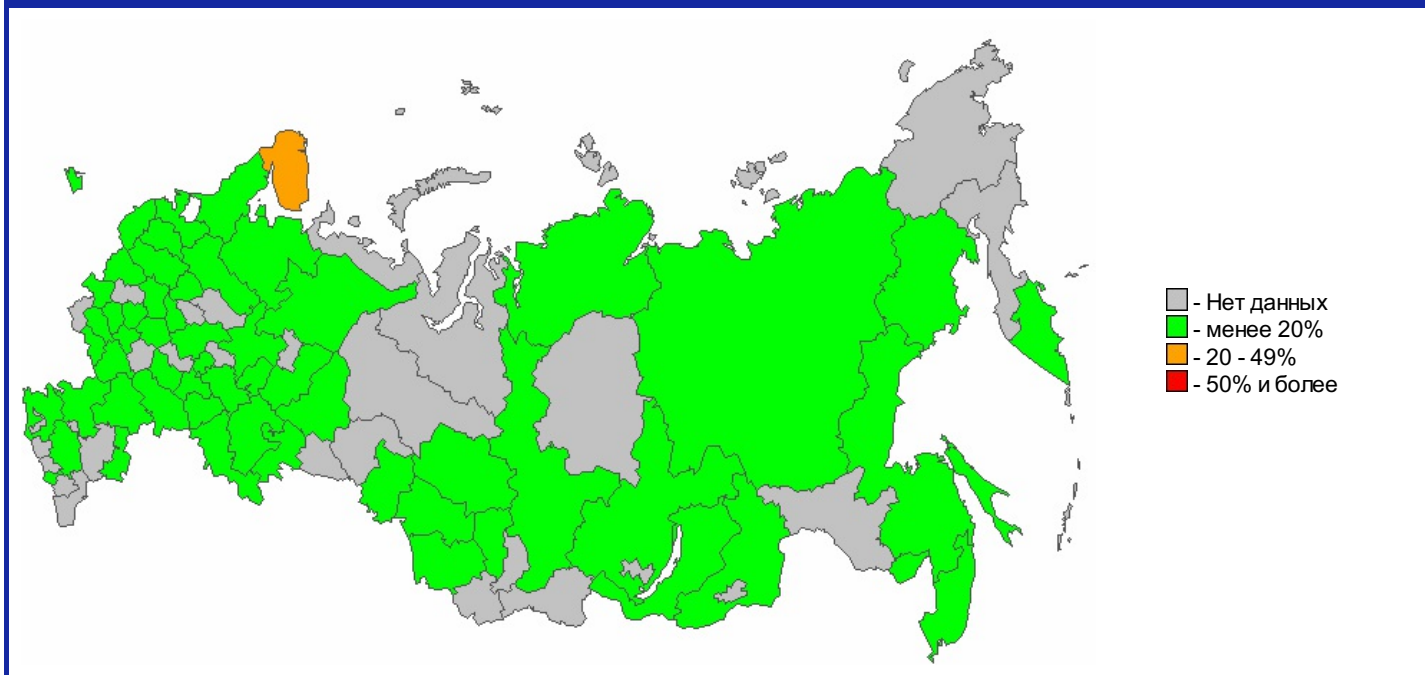 - Нет данных
- менее 20%
- 20 - 49%
- 50% и более